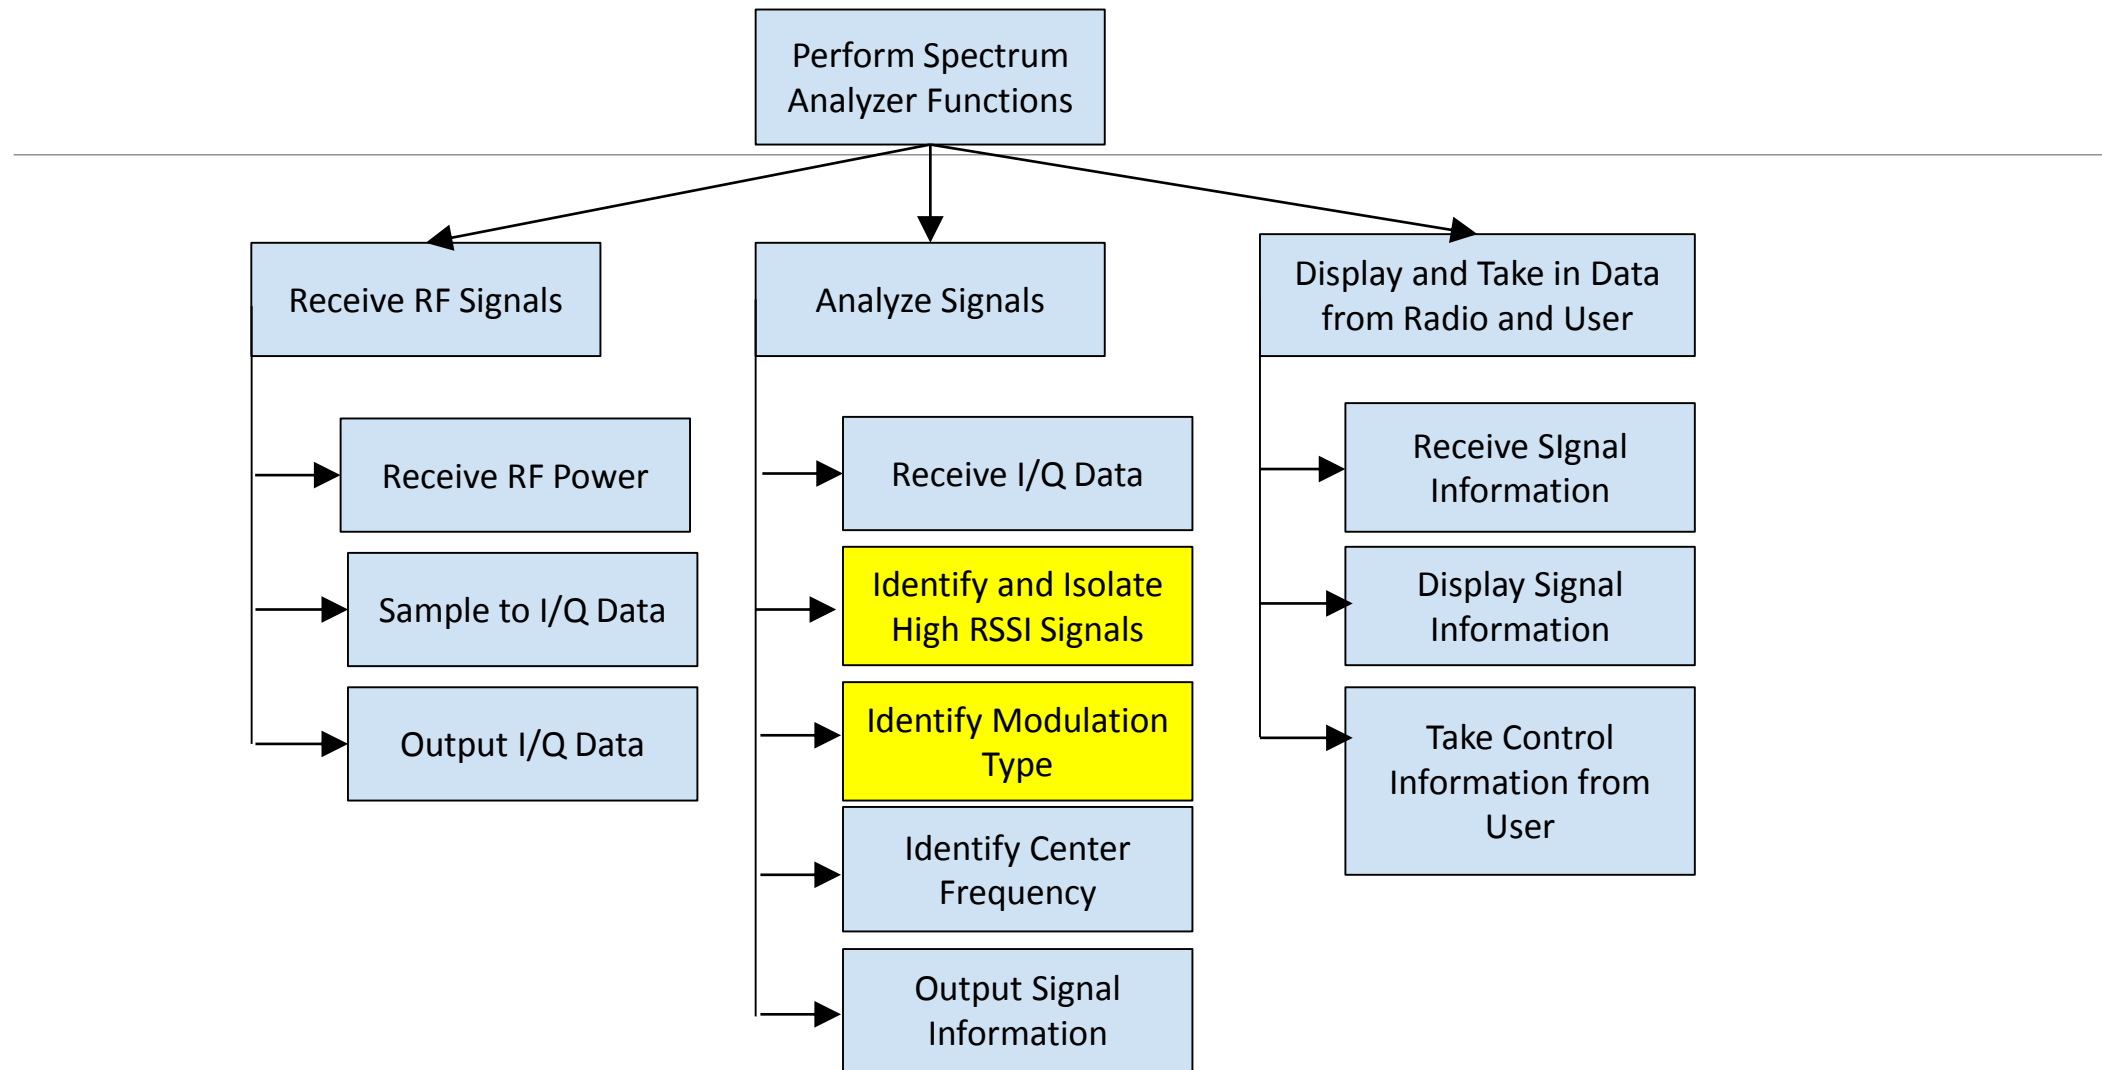 Perform Spectrum
Analyzer Functions
Receive RF Signals
Receive RF Power
Sample to I/Q Data
Output I/Q Data
Analyze Signals
Receive I/Q Data
Identify and Isolate
High RSSI Signals
Identify Modulation
Type
Identify Center
Frequency
Output Signal
Information
Display and Take in Data
from Radio and User
Receive SIgnal
Information
Display Signal
Information
Take Control
Information from
User